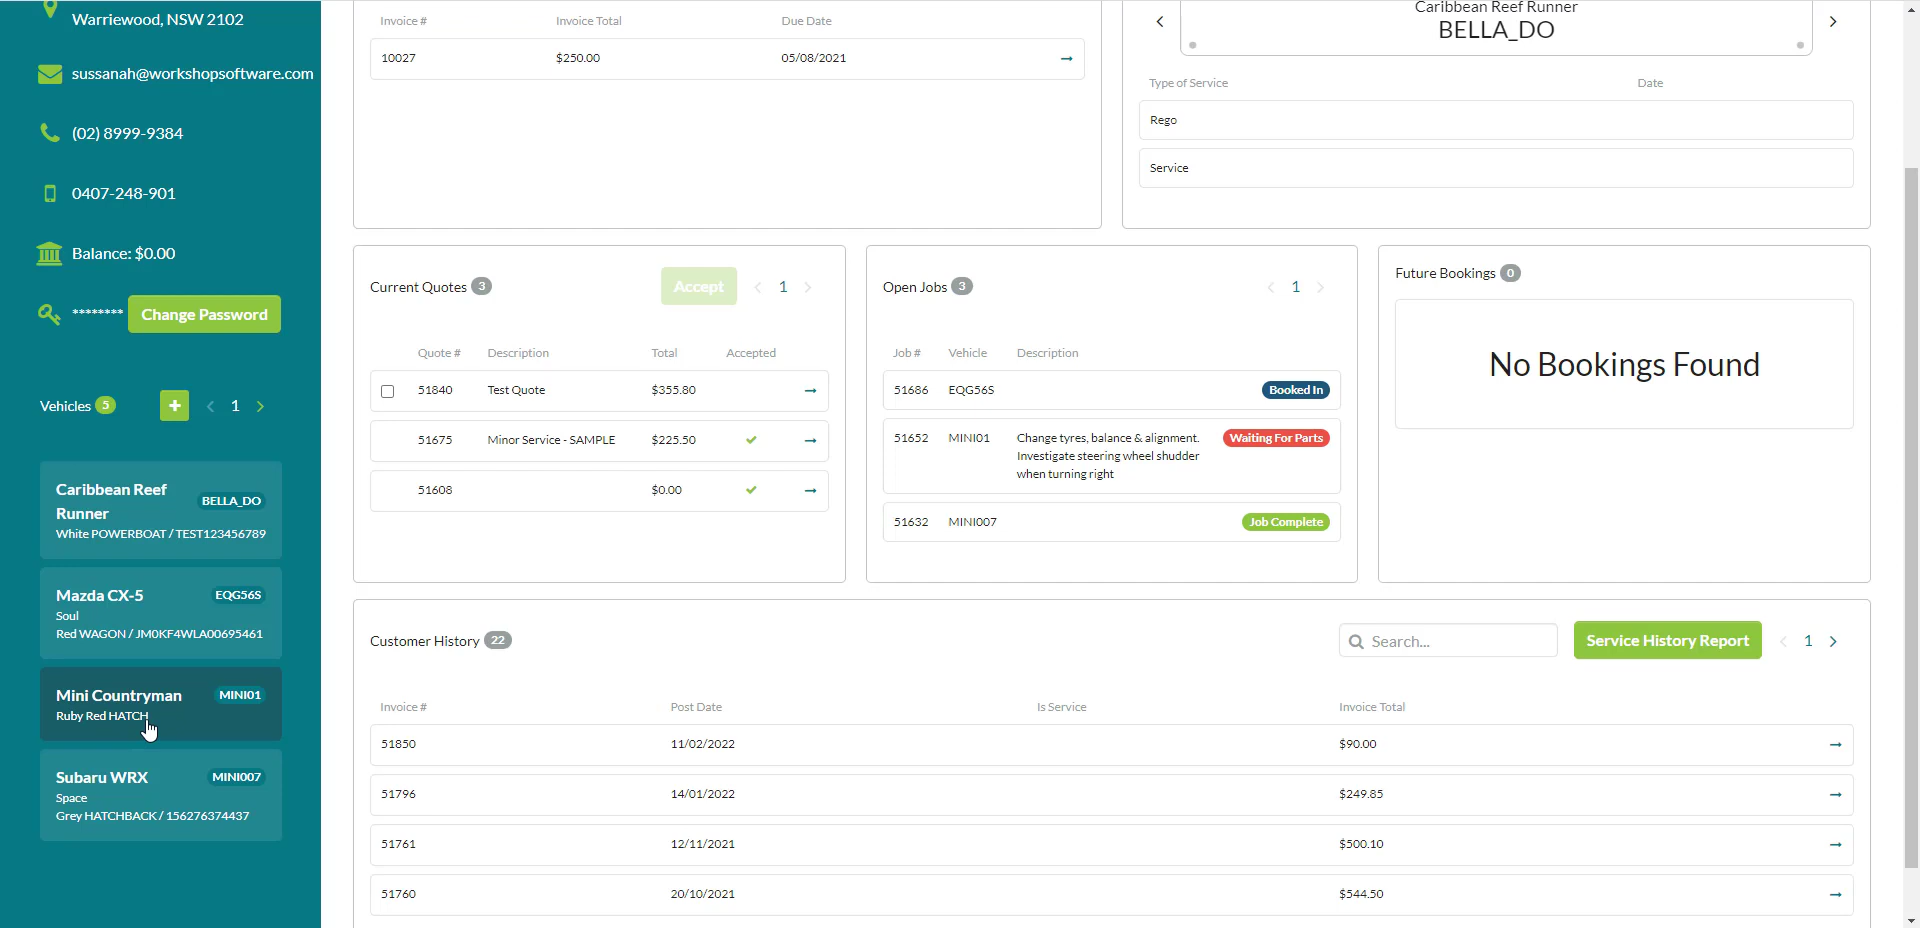 Warriewood, NSW 2102
sussanah@workshopsoftware.com
(02) 8999-9384
0407-248-901
Balance: $0.00
******** Change Password
Vehicles 5 + < 1 >
Caribbean Reef
Runner
BELLA_DO
White POWERBOAT / TEST123456789
Mazda CX-5 EQG56S
Soul
Red WAGON / JM0KF4WLA00695461
Mini Countryman MINI01
Ruby Red HATCH
Subaru WRX MINI007
Space
Grey HATCHBACK / 156276374437
Invoice # Invoice Total Due Date
10027 $250.00 05/08/2021 →
Caribbean Reef Runner
< BELLA_DO >
Type of Service Date
Rego
Service
Current Quotes 3 Accept < 1 >
Quote # Description Total Accepted
51840 Test Quote $355.80 →
51675 Minor Service - SAMPLE $225.50 ✓ →
51608 $0.00 ✓ →
Open Jobs 3 < 1 >
Job # Vehicle Description
51686 EQG56S Booked In
51652 MINI01 Change tyres, balance & alignment. Waiting For Parts
Investigate steering wheel shudder
when turning right
51632 MINI007 Job Complete
Future Bookings 0
No Bookings Found
Customer History 22 Search... Service History Report < 1 >
Invoice # Post Date Is Service Invoice Total
51850 11/02/2022 $90.00 →
51796 14/01/2022 $249.85 →
51761 12/11/2021 $500.10 →
51760 20/10/2021 $544.50 →